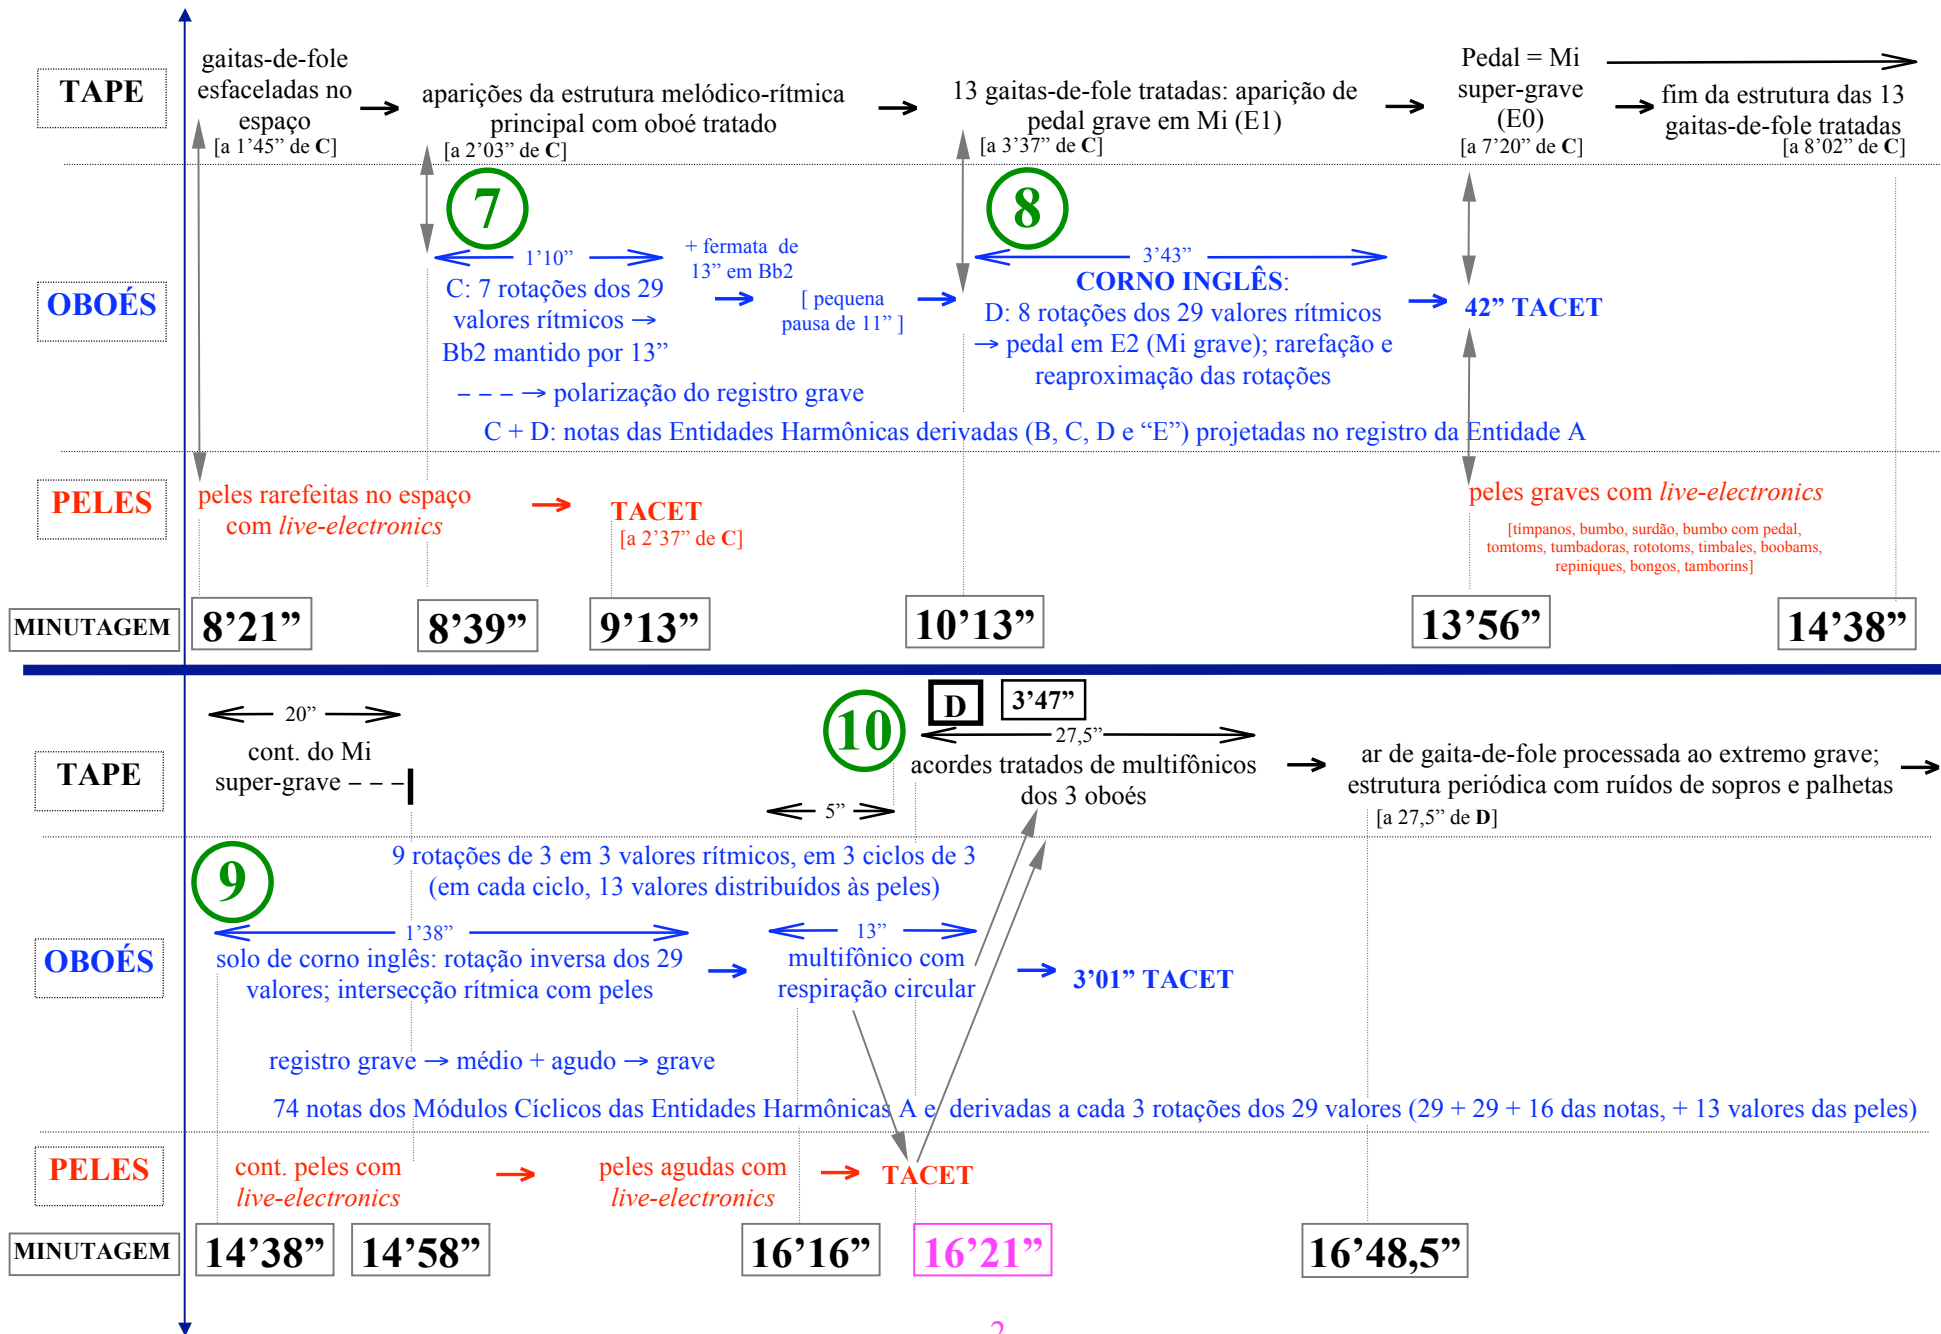 TAPE
gaitas-de-fole
esfaceladas no
espaço
[a 1’45” de C]
aparições da estrutura melódico-rítmica
principal com oboé tratado
[a 2’03” de C]
13 gaitas-de-fole tratadas: aparição de
pedal grave em Mi (E1)
[a 3’37” de C]
Pedal = Mi
super-grave
(E0)
[a 7’20” de C]
fim da estrutura das 13
gaitas-de-fole tratadas
[a 8’02” de C]
OBOÉS
7
1’10”
C: 7 rotações dos 29
valores rítmicos →
Bb2 mantido por 13”
+ fermata de
13” em Bb2
[ pequena
pausa de 11” ]
8
3’43”
CORNO INGLÊS:
D: 8 rotações dos 29 valores rítmicos
→ pedal em E2 (Mi grave); rarefação e
reaproximação das rotações
42” TACET
– – – → polarização do registro grave
C + D: notas das Entidades Harmônicas derivadas (B, C, D e “E”) projetadas no registro da Entidade A
PELES
peles rarefeitas no espaço
com live-electronics
TACET
[a 2’37” de C]
peles graves com live-electronics
[tímpanos, bumbo, surdão, bumbo com pedal,
tomtoms, tumbadoras, rototoms, timbales, boobams,
repiniques, bongos, tamborins]
MINUTAGEM
8’21”
8’39”
9’13”
10’13”
13’56”
14’38”
TAPE
20”
cont. do Mi
super-grave – – –
10
D
3’47”
27,5”
acordes tratados de multifônicos
dos 3 oboés
5”
ar de gaita-de-fole processada ao extremo grave;
estrutura periódica com ruídos de sopros e palhetas
[a 27,5” de D]
OBOÉS
9
9 rotações de 3 em 3 valores rítmicos, em 3 ciclos de 3
(em cada ciclo, 13 valores distribuídos às peles)
1’38”
solo de corno inglês: rotação inversa dos 29
valores; intersecção rítmica com peles
13”
multifônico com
respiração circular
3’01” TACET
registro grave → médio + agudo → grave
74 notas dos Módulos Cíclicos das Entidades Harmônicas A e derivadas a cada 3 rotações dos 29 valores (29 + 29 + 16 das notas, + 13 valores das peles)
PELES
cont. peles com
live-electronics
peles agudas com
live-electronics
TACET
MINUTAGEM
14’38”
14’58”
16’16”
16’21”
16’48,5”
2